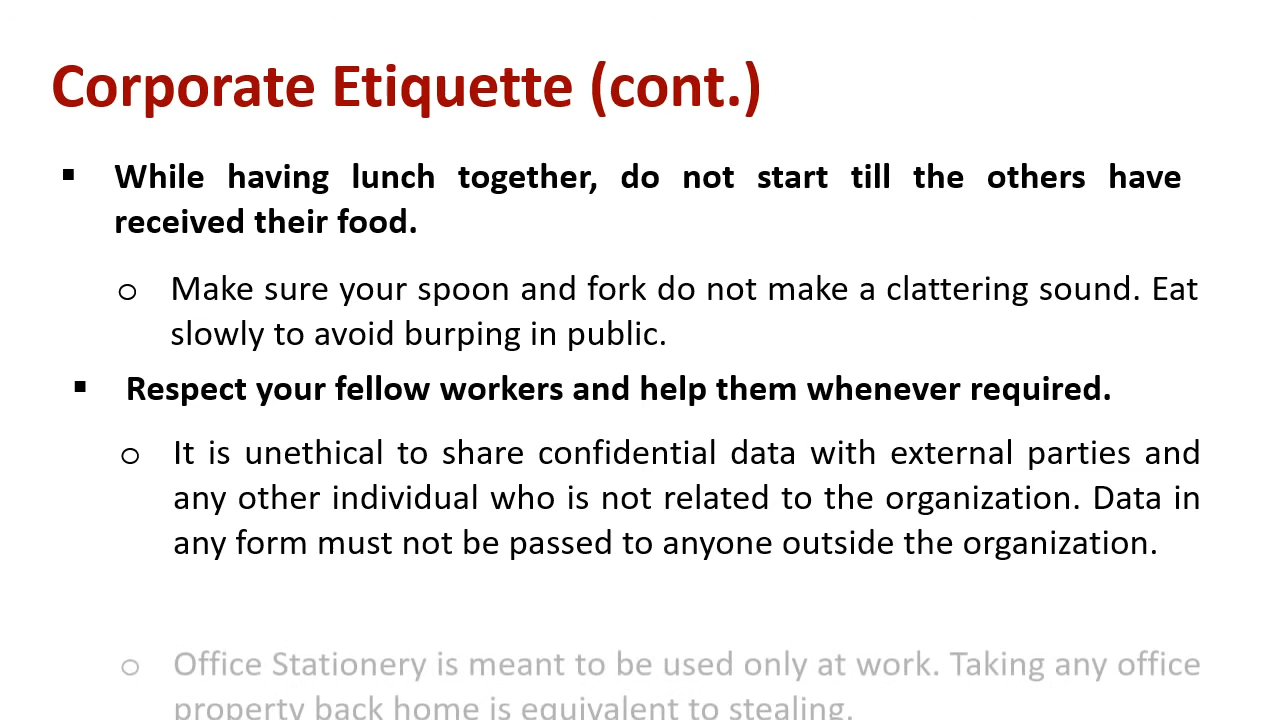 Corporate Etiquette (cont.)
▪ While having lunch together, do not start till the others have
received their food.
o Make sure your spoon and fork do not make a clattering sound. Eat
slowly to avoid burping in public.
▪ Respect your fellow workers and help them whenever required.
o It is unethical to share confidential data with external parties and
any other individual who is not related to the organization. Data in
any form must not be passed to anyone outside the organization.
o Office Stationery is meant to be used only at work. Taking any office
property back home is equivalent to stealing.